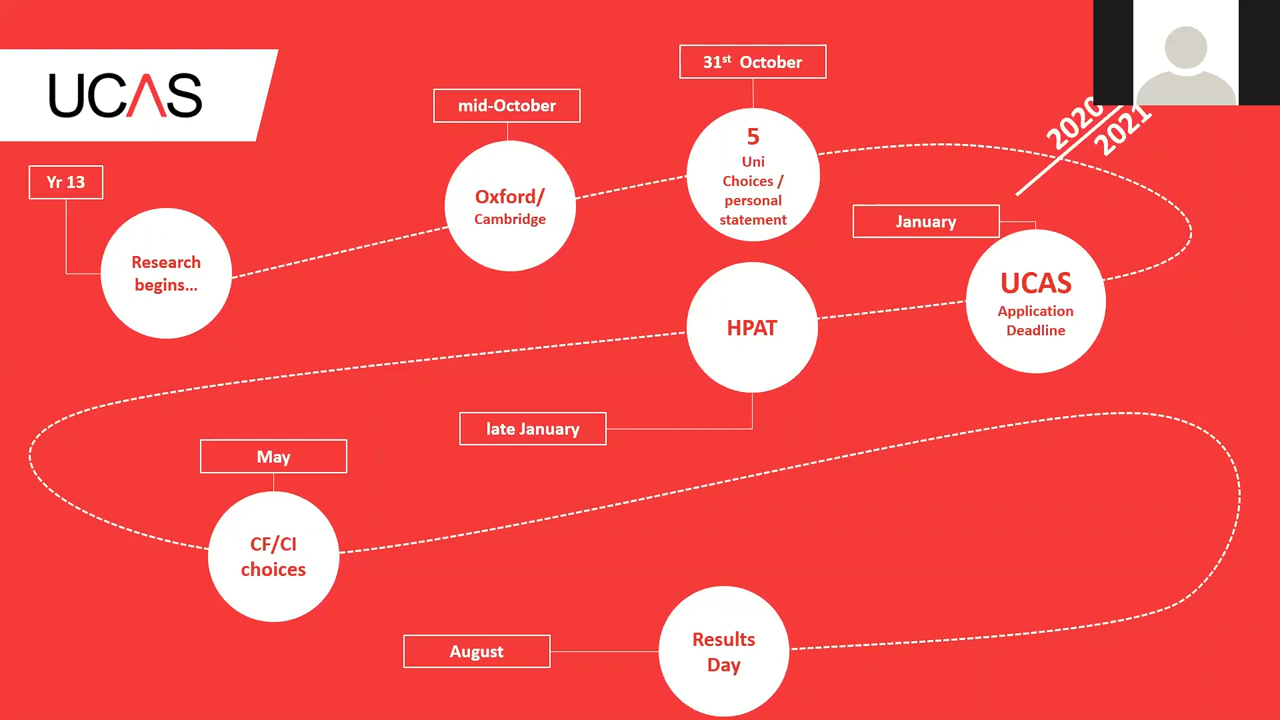 UCAS
31st October
mid-October
2020
2021
5
Uni
Choices /
personal
statement
Yr 13
Oxford/
Cambridge
January
Research
begins...
UCAS
Application
Deadline
HPAT
late January
May
CF/CI
choices
Results
Day
August